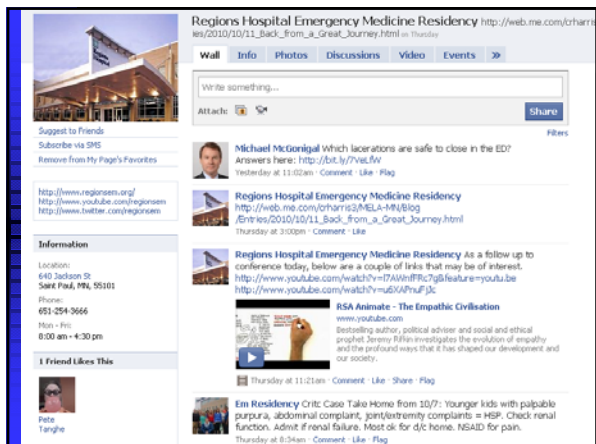 Regions Hospital Emergency Medicine Residency http://web.me.com/crharris
ies/2010/10/11_Back_from_a_Great_Journey.html on Thursday
Wall Info Photos Discussions Video Events »
Write something...
Attach:
Share
Filters
Regions
Hospital
Suggest to Friends
Subscribe via SMS
Remove from My Page's Favorites
http://www.regionsem.org/
http://www.youtube.com/regionsem
http://www.twitter.com/regionsem
Information
Location:
640 Jackson St
Saint Paul, MN, 55101
Phone:
651-254-3666
Mon - Fri:
8:00 am - 4:30 pm
1 Friend Likes This
Pete
Tanghe
Michael McGonigal Which lacerations are safe to close in the ED?
Answers here: http://bit.ly/7VeLfW
Yesterday at 11:02am · Comment · Like · Flag
Regions Hospital Emergency Medicine Residency
http://web.me.com/crharris3/MELA-MN/Blog
/Entries/2010/10/11_Back_from_a_Great_Journey.html
Thursday at 3:00pm · Comment · Like
Regions Hospital Emergency Medicine Residency As a follow up to
conference today, below are a couple of links that may be of interest.
http://www.youtube.com/watch?v=l7AWnfFRc7g&feature=youtu.be
http://www.youtube.com/watch?v=u6XAPnuFjJc
RSA Animate - The Empathic Civilisation
www.youtube.com
Bestselling author, political adviser and social and ethical
prophet Jeremy Rifkin investigates the evolution of empathy
and the profound ways that it has shaped our development and
our society.
Thursday at 11:21am · Comment · Like · Share · Flag
Em Residency Critc Case Take Home from 10/7: Younger kids with palpable
purpura, abdominal complaint, joint/extremity complaints = HSP. Check renal
function. Admit if renal failure. Most ok for d/c home. NSAID for pain.
Thursday at 8:34am · Comment · Like · Flag